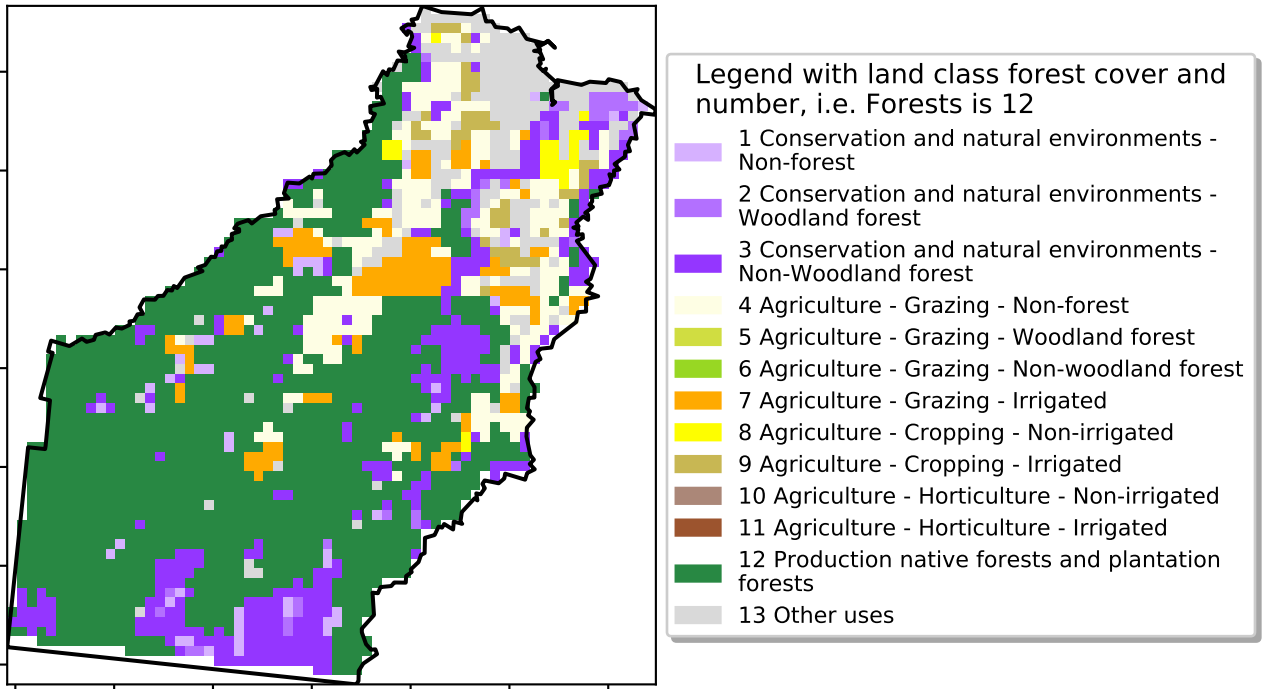 Legend with land class forest cover and
number, i.e. Forests is 12
1 Conservation and natural environments -
Non-forest
2 Conservation and natural environments -
Woodland forest
3 Conservation and natural environments -
Non-Woodland forest
4 Agriculture - Grazing - Non-forest
5 Agriculture - Grazing - Woodland forest
6 Agriculture - Grazing - Non-woodland forest
7 Agriculture - Grazing - Irrigated
8 Agriculture - Cropping - Non-irrigated
9 Agriculture - Cropping - Irrigated
10 Agriculture - Horticulture - Non-irrigated
11 Agriculture - Horticulture - Irrigated
12 Production native forests and plantation
forests
13 Other uses